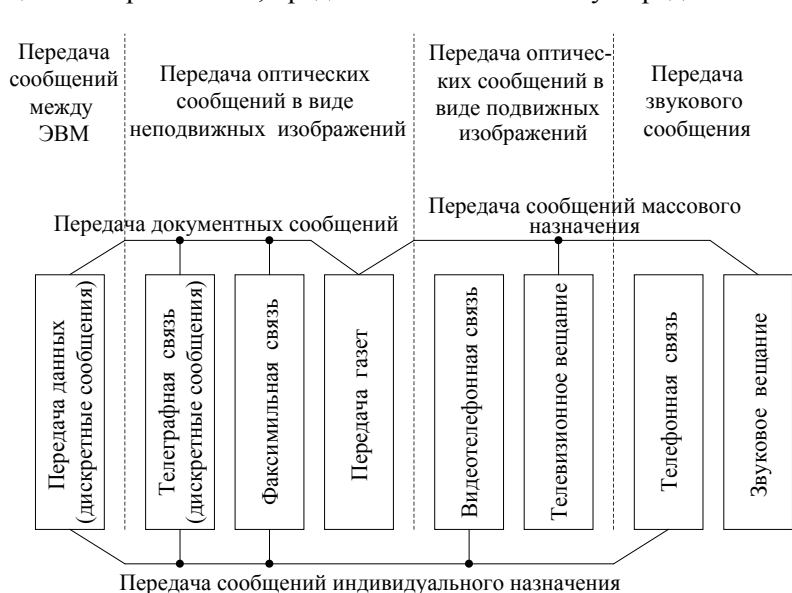 Передача
сообщений
между
ЭВМ
Передача оптических
сообщений в виде
неподвижных изображений
Передача оптичес-
ких сообщений в
виде подвижных
изображений
Передача
звукового
сообщения
Передача документных сообщений
Передача сообщений массового
назначения
Передача данных
(дискретные сообщения)
Телеграфная связь
(дискретные сообщения)
Факсимильная связь
Передача газет
Видеотелефонная связь
Телевизионное вещание
Телефонная связь
Звуковое вещание
Передача сообщений индивидуального назначения